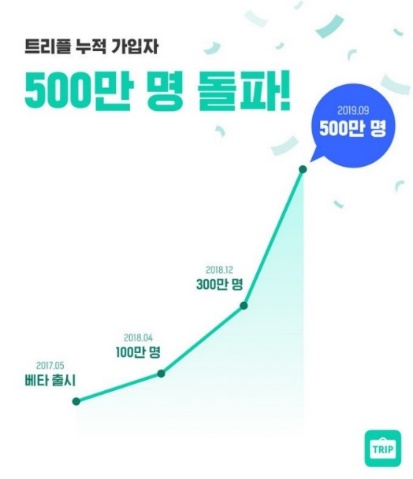 트리플 누적 가입자
500만 명 돌파!
2019.09
500만 명
2018.12
300만 명
2018.04
100만 명
2017.05
베타 출시
TRIP